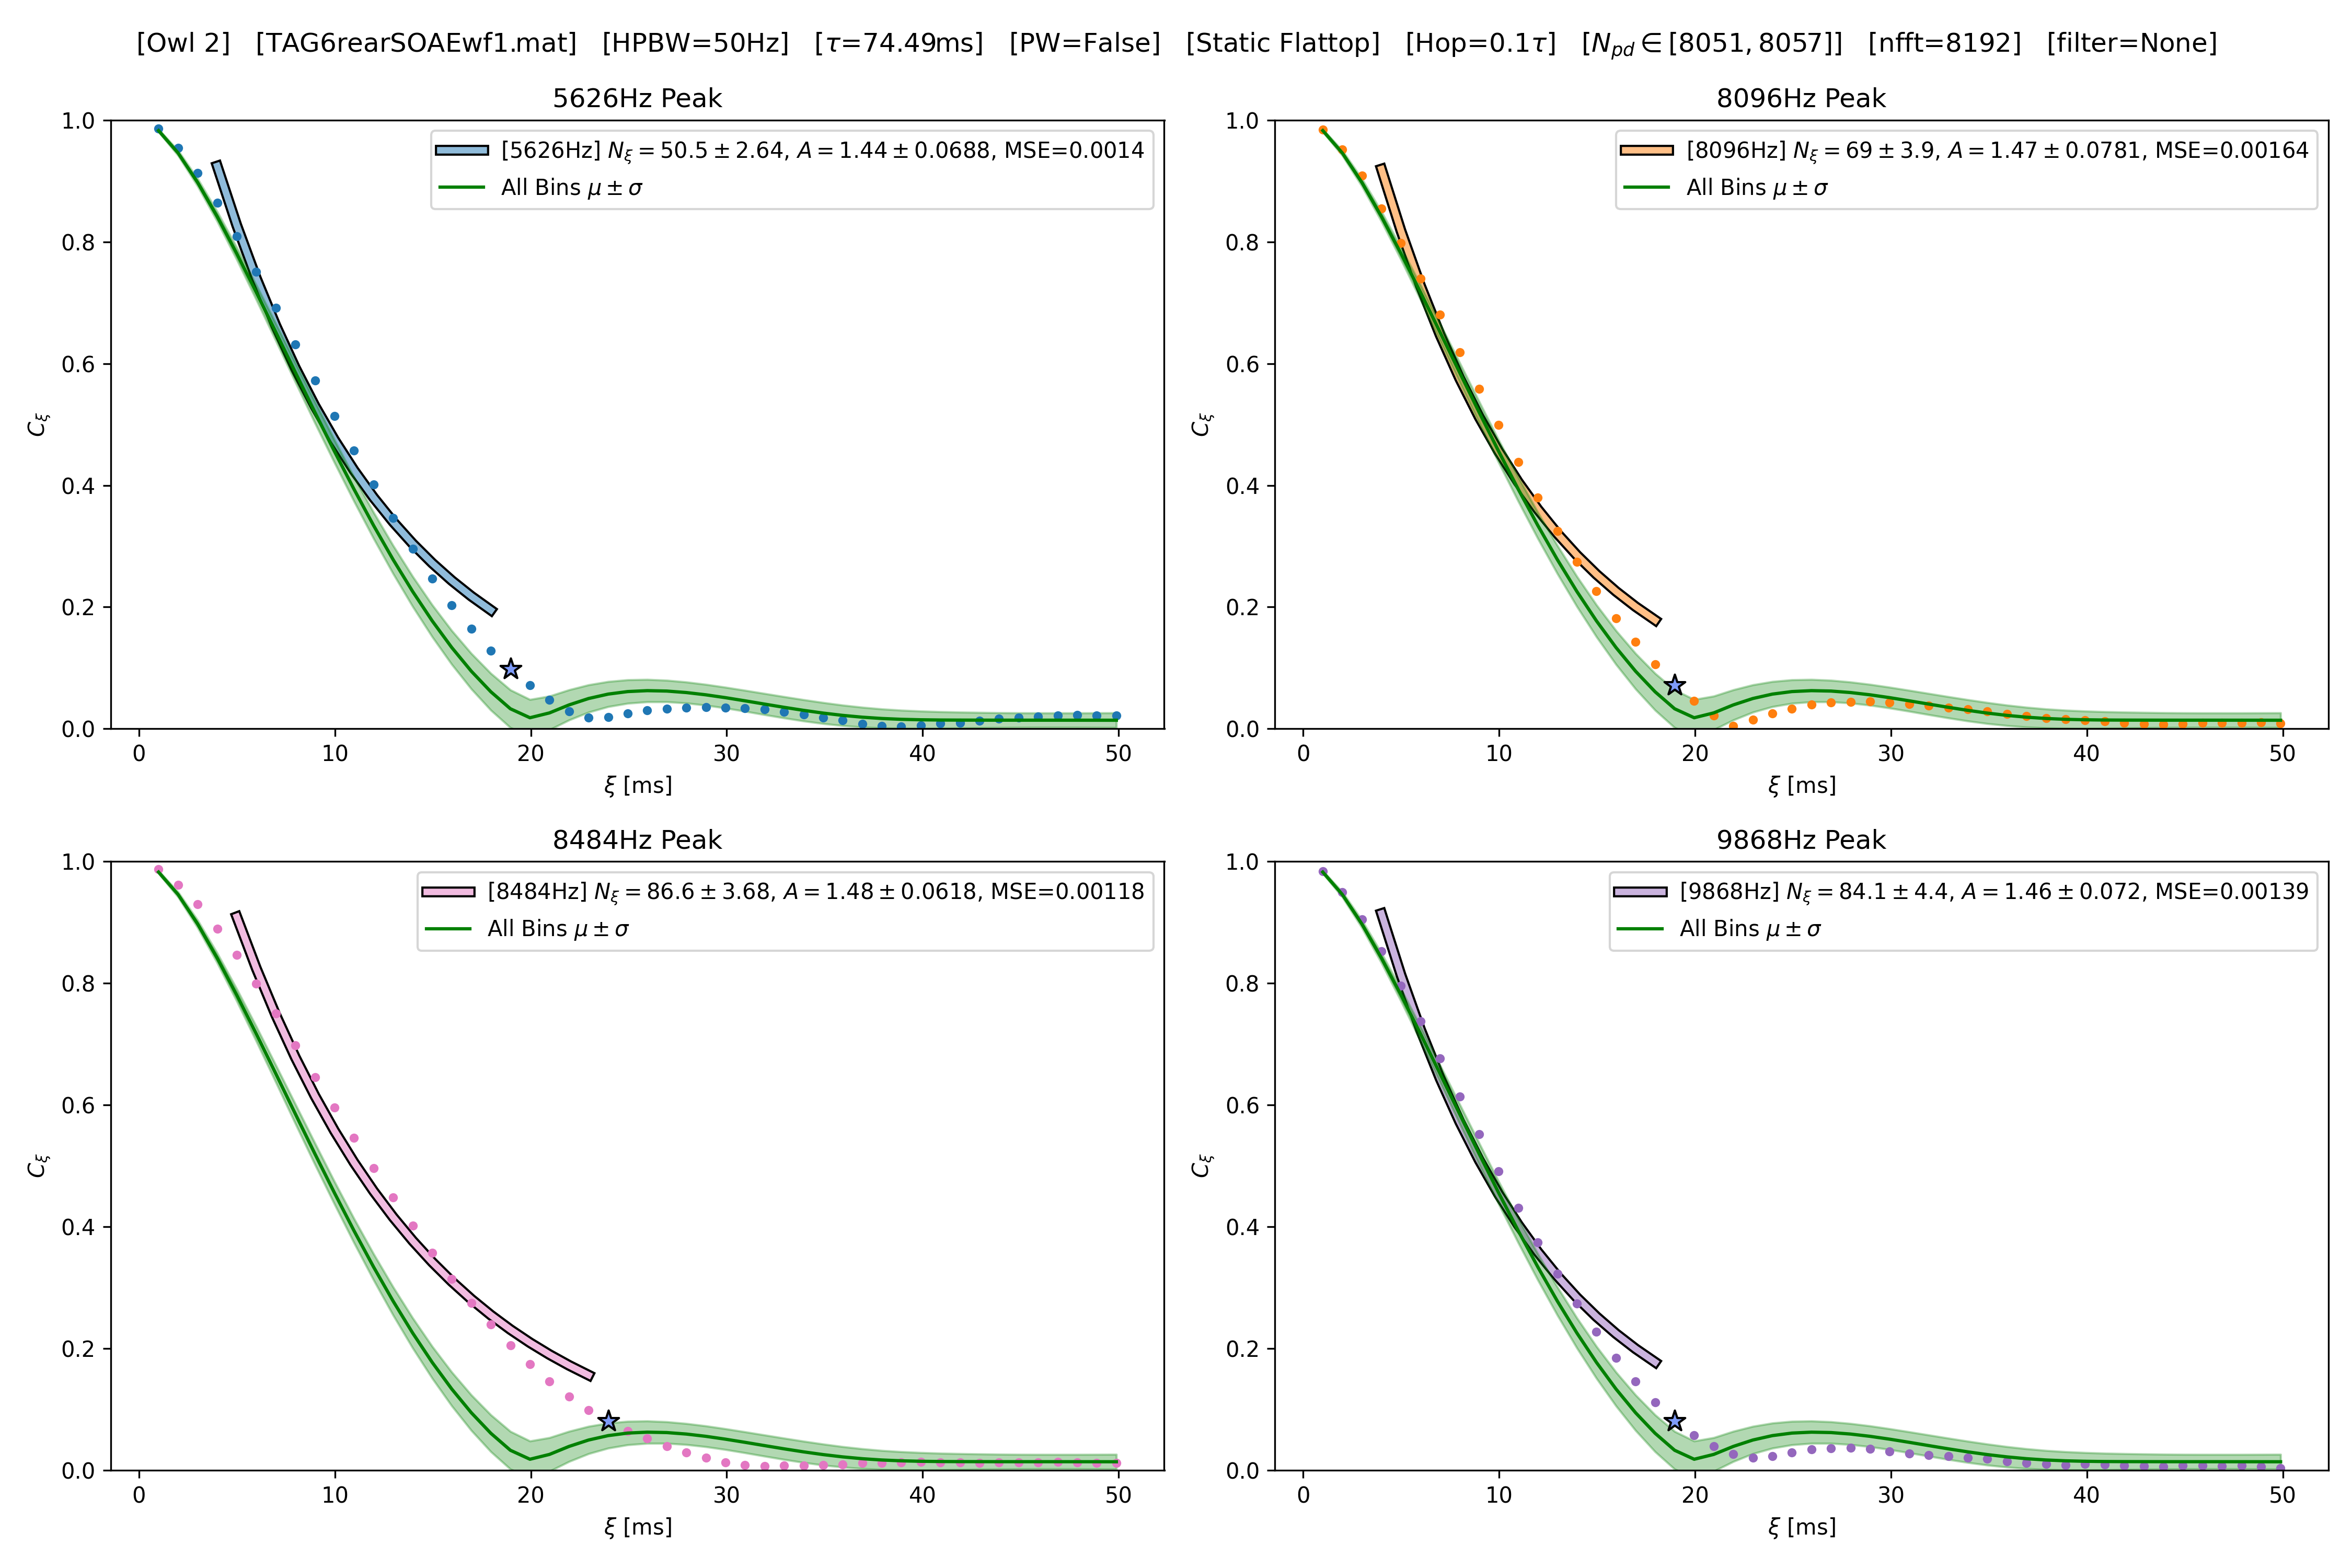 [Owl 2] [TAG6rearSOAEwf1.mat] [HPBW=50Hz] [τ=74.49ms] [PW=False] [Static Flattop] [Hop=0.1τ] [N_pd ∈ [8051, 8057]] [nfft=8192] [filter=None]
5626Hz Peak
[5626Hz] N_ξ = 50.5 ± 2.64, A = 1.44 ± 0.0688, MSE=0.0014
All Bins μ ± σ
1.0
0.8
0.6
0.4
0.2
0.0
C_ξ
0 10 20 30 40 50
ξ [ms]
8096Hz Peak
[8096Hz] N_ξ = 69 ± 3.9, A = 1.47 ± 0.0781, MSE=0.00164
All Bins μ ± σ
1.0
0.8
0.6
0.4
0.2
0.0
C_ξ
0 10 20 30 40 50
ξ [ms]
8484Hz Peak
[8484Hz] N_ξ = 86.6 ± 3.68, A = 1.48 ± 0.0618, MSE=0.00118
All Bins μ ± σ
1.0
0.8
0.6
0.4
0.2
0.0
C_ξ
0 10 20 30 40 50
ξ [ms]
9868Hz Peak
[9868Hz] N_ξ = 84.1 ± 4.4, A = 1.46 ± 0.072, MSE=0.00139
All Bins μ ± σ
1.0
0.8
0.6
0.4
0.2
0.0
C_ξ
0 10 20 30 40 50
ξ [ms]